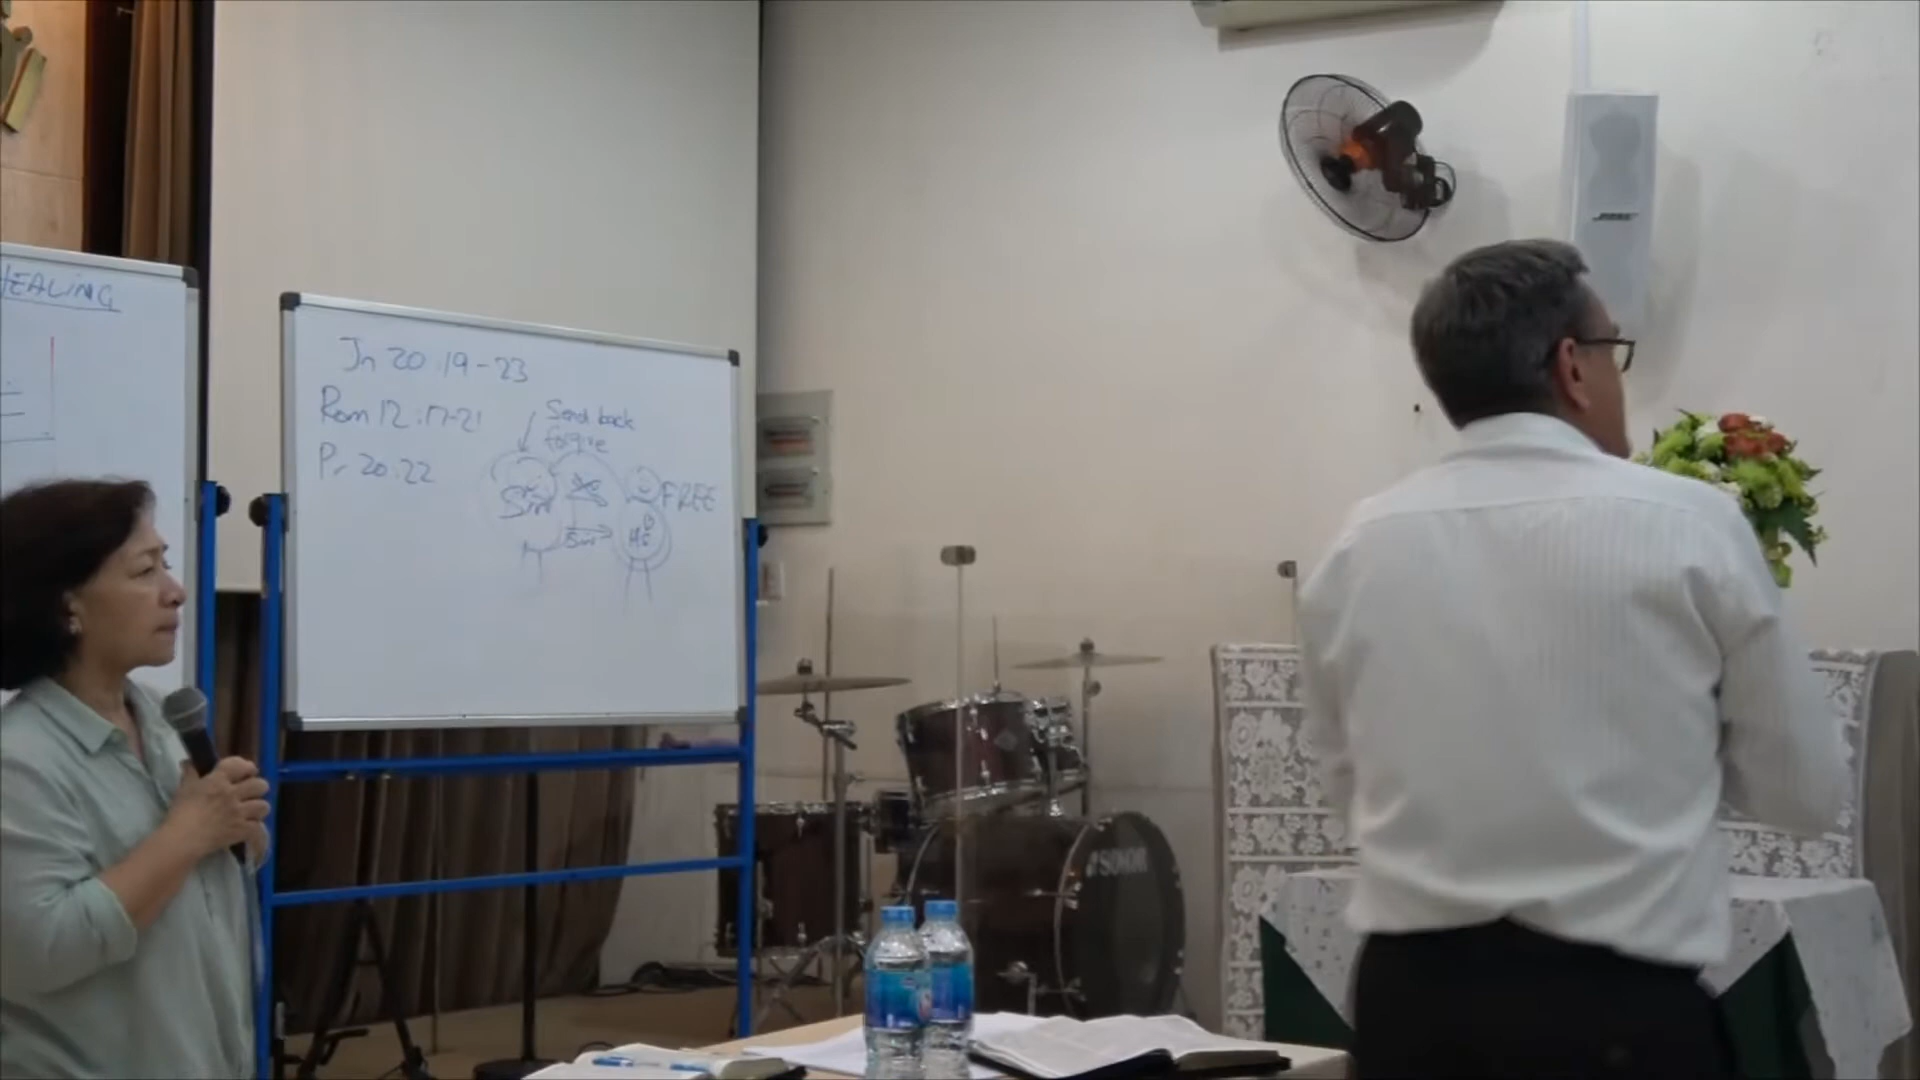 HEALING
Jn 20:19-23
Rom 12:17-21
Pr 20:22
Send back
forgive
Sin
FREE
Sin
BOSE
SONOR